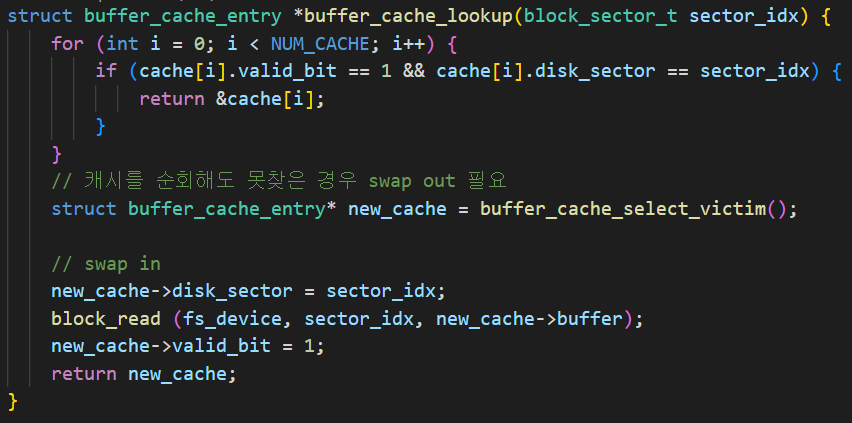 struct buffer_cache_entry *buffer_cache_lookup(block_sector_t sector_idx) {
    for (int i = 0; i < NUM_CACHE; i++) {
        if (cache[i].valid_bit == 1 && cache[i].disk_sector == sector_idx) {
            return &cache[i];
        }
    }
    // 캐시를 순회해도 못찾은 경우 swap out 필요
    struct buffer_cache_entry* new_cache = buffer_cache_select_victim();

    // swap in
    new_cache->disk_sector = sector_idx;
    block_read (fs_device, sector_idx, new_cache->buffer);
    new_cache->valid_bit = 1;
    return new_cache;
}